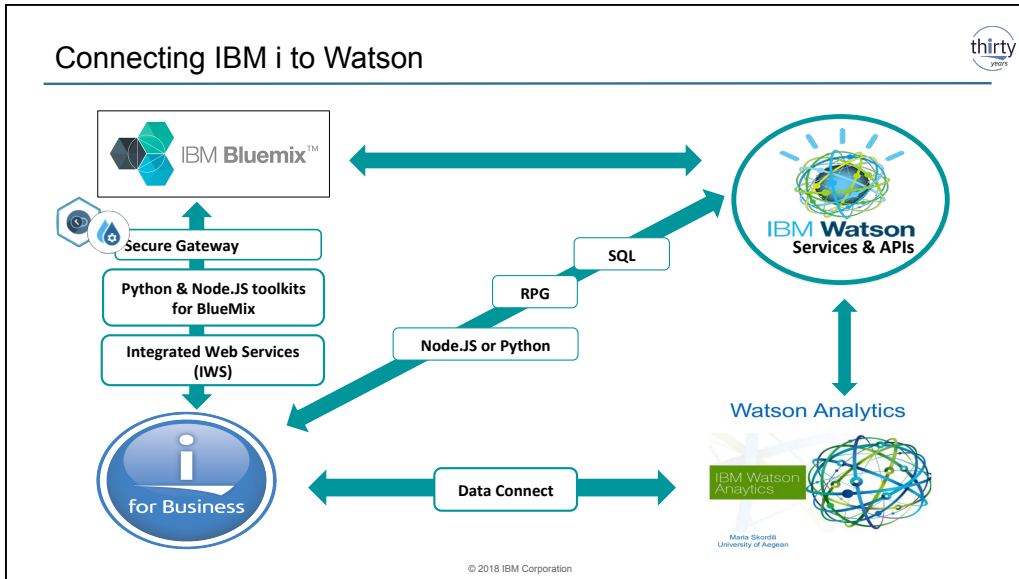 Connecting IBM i to Watson
thirty
years
IBM Bluemix™
IBM Watson
Services & APIs
Secure Gateway
SQL
Python & Node.JS toolkits
for BlueMix
RPG
Node.JS or Python
Integrated Web Services
(IWS)
Watson Analytics
i
for Business
Data Connect
IBM Watson
Anaytics
Maria Skordili
University of Aegean
© 2018 IBM Corporation